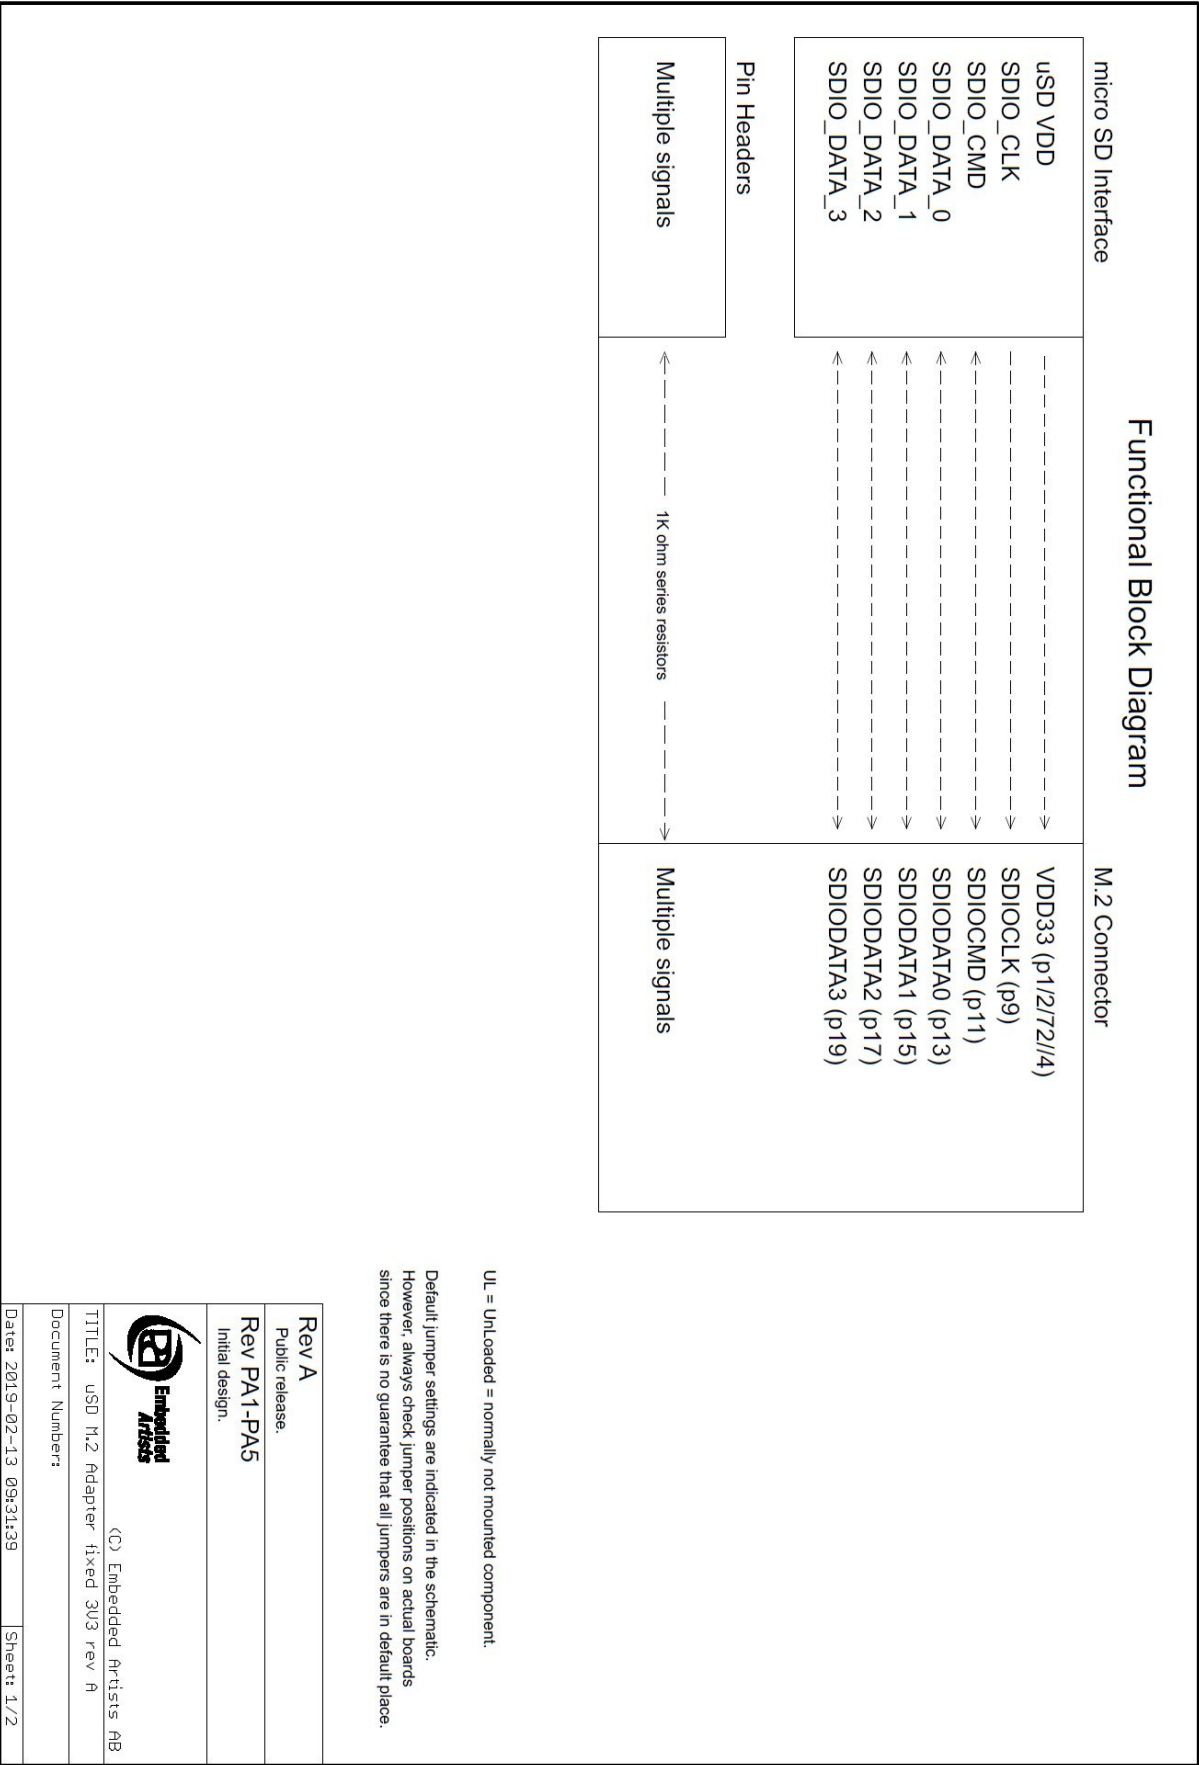 Functional Block Diagram
micro SD Interface
M.2 Connector
uSD VDD
VDD33 (p1/2/72//4)
SDIO_CLK
SDIOCLK (p9)
SDIO_CMD
SDIOCMD (p11)
SDIO_DATA_0
SDIODATA0 (p13)
SDIO_DATA_1
SDIODATA1 (p15)
SDIO_DATA_2
SDIODATA2 (p17)
SDIO_DATA_3
SDIODATA3 (p19)
Pin Headers
Multiple signals
1K ohm series resistors
Multiple signals
UL = UnLoaded = normally not mounted component.
Default jumper settings are indicated in the schematic.
However, always check jumper positions on actual boards
since there is no guarantee that all jumpers are in default place.
Rev A
Public release.
Rev PA1-PA5
Initial design.
Embedded
Artists
(C) Embedded Artists AB
TITLE: uSD M.2 Adapter fixed 3V3 rev A
Document Number:
Date: 2019-02-13 09:31:39
Sheet: 1/2